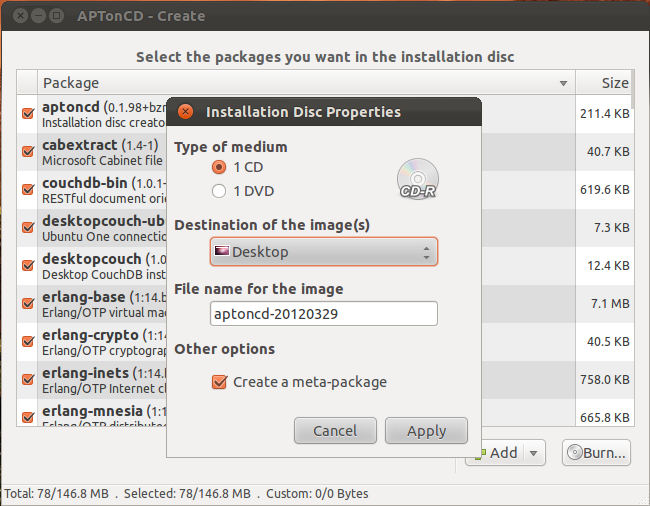 APTonCD - Create
Select the packages you want in the installation disc
Package Size
aptoncd (0.1.98+bzr
Installation disc creato
211.4 KB
cabextract (1.4-1)
Microsoft Cabinet file
40.7 KB
couchdb-bin (1.0.1-
RESTful document orie
619.6 KB
desktopcouch-ubu
Ubuntu One connectio
7.3 KB
desktopcouch (1.0.
Desktop CouchDB inst
12.4 KB
erlang-base (1:14.b
Erlang/OTP virtual mac
7.1 MB
erlang-crypto (1:14
Erlang/OTP cryptograp
40.5 KB
erlang-inets (1:14.b
Erlang/OTP Internet cl
758.0 KB
erlang-mnesia (1:1
Erlang/OTP distribute
665.8 KB
Installation Disc Properties
Type of medium
1 CD
1 DVD
CD-R
Destination of the image(s)
Desktop
File name for the image
aptoncd-20120329
Other options
Create a meta-package
Cancel Apply
Add Burn...
Total: 78/146.8 MB . Selected: 78/146.8 MB . Custom: 0/0 Bytes .